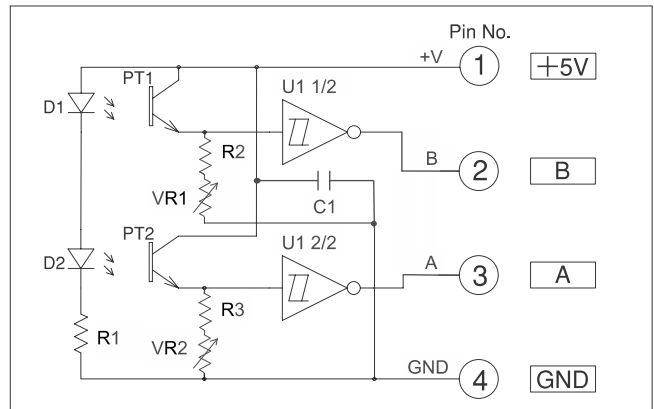 Pin No.
+V 1 +5V
PT1
U1 1/2
D1
R2
B 2 B
VR1
C1
PT2
U1 2/2
D2
A 3 A
R3
R1
VR2
GND 4 GND